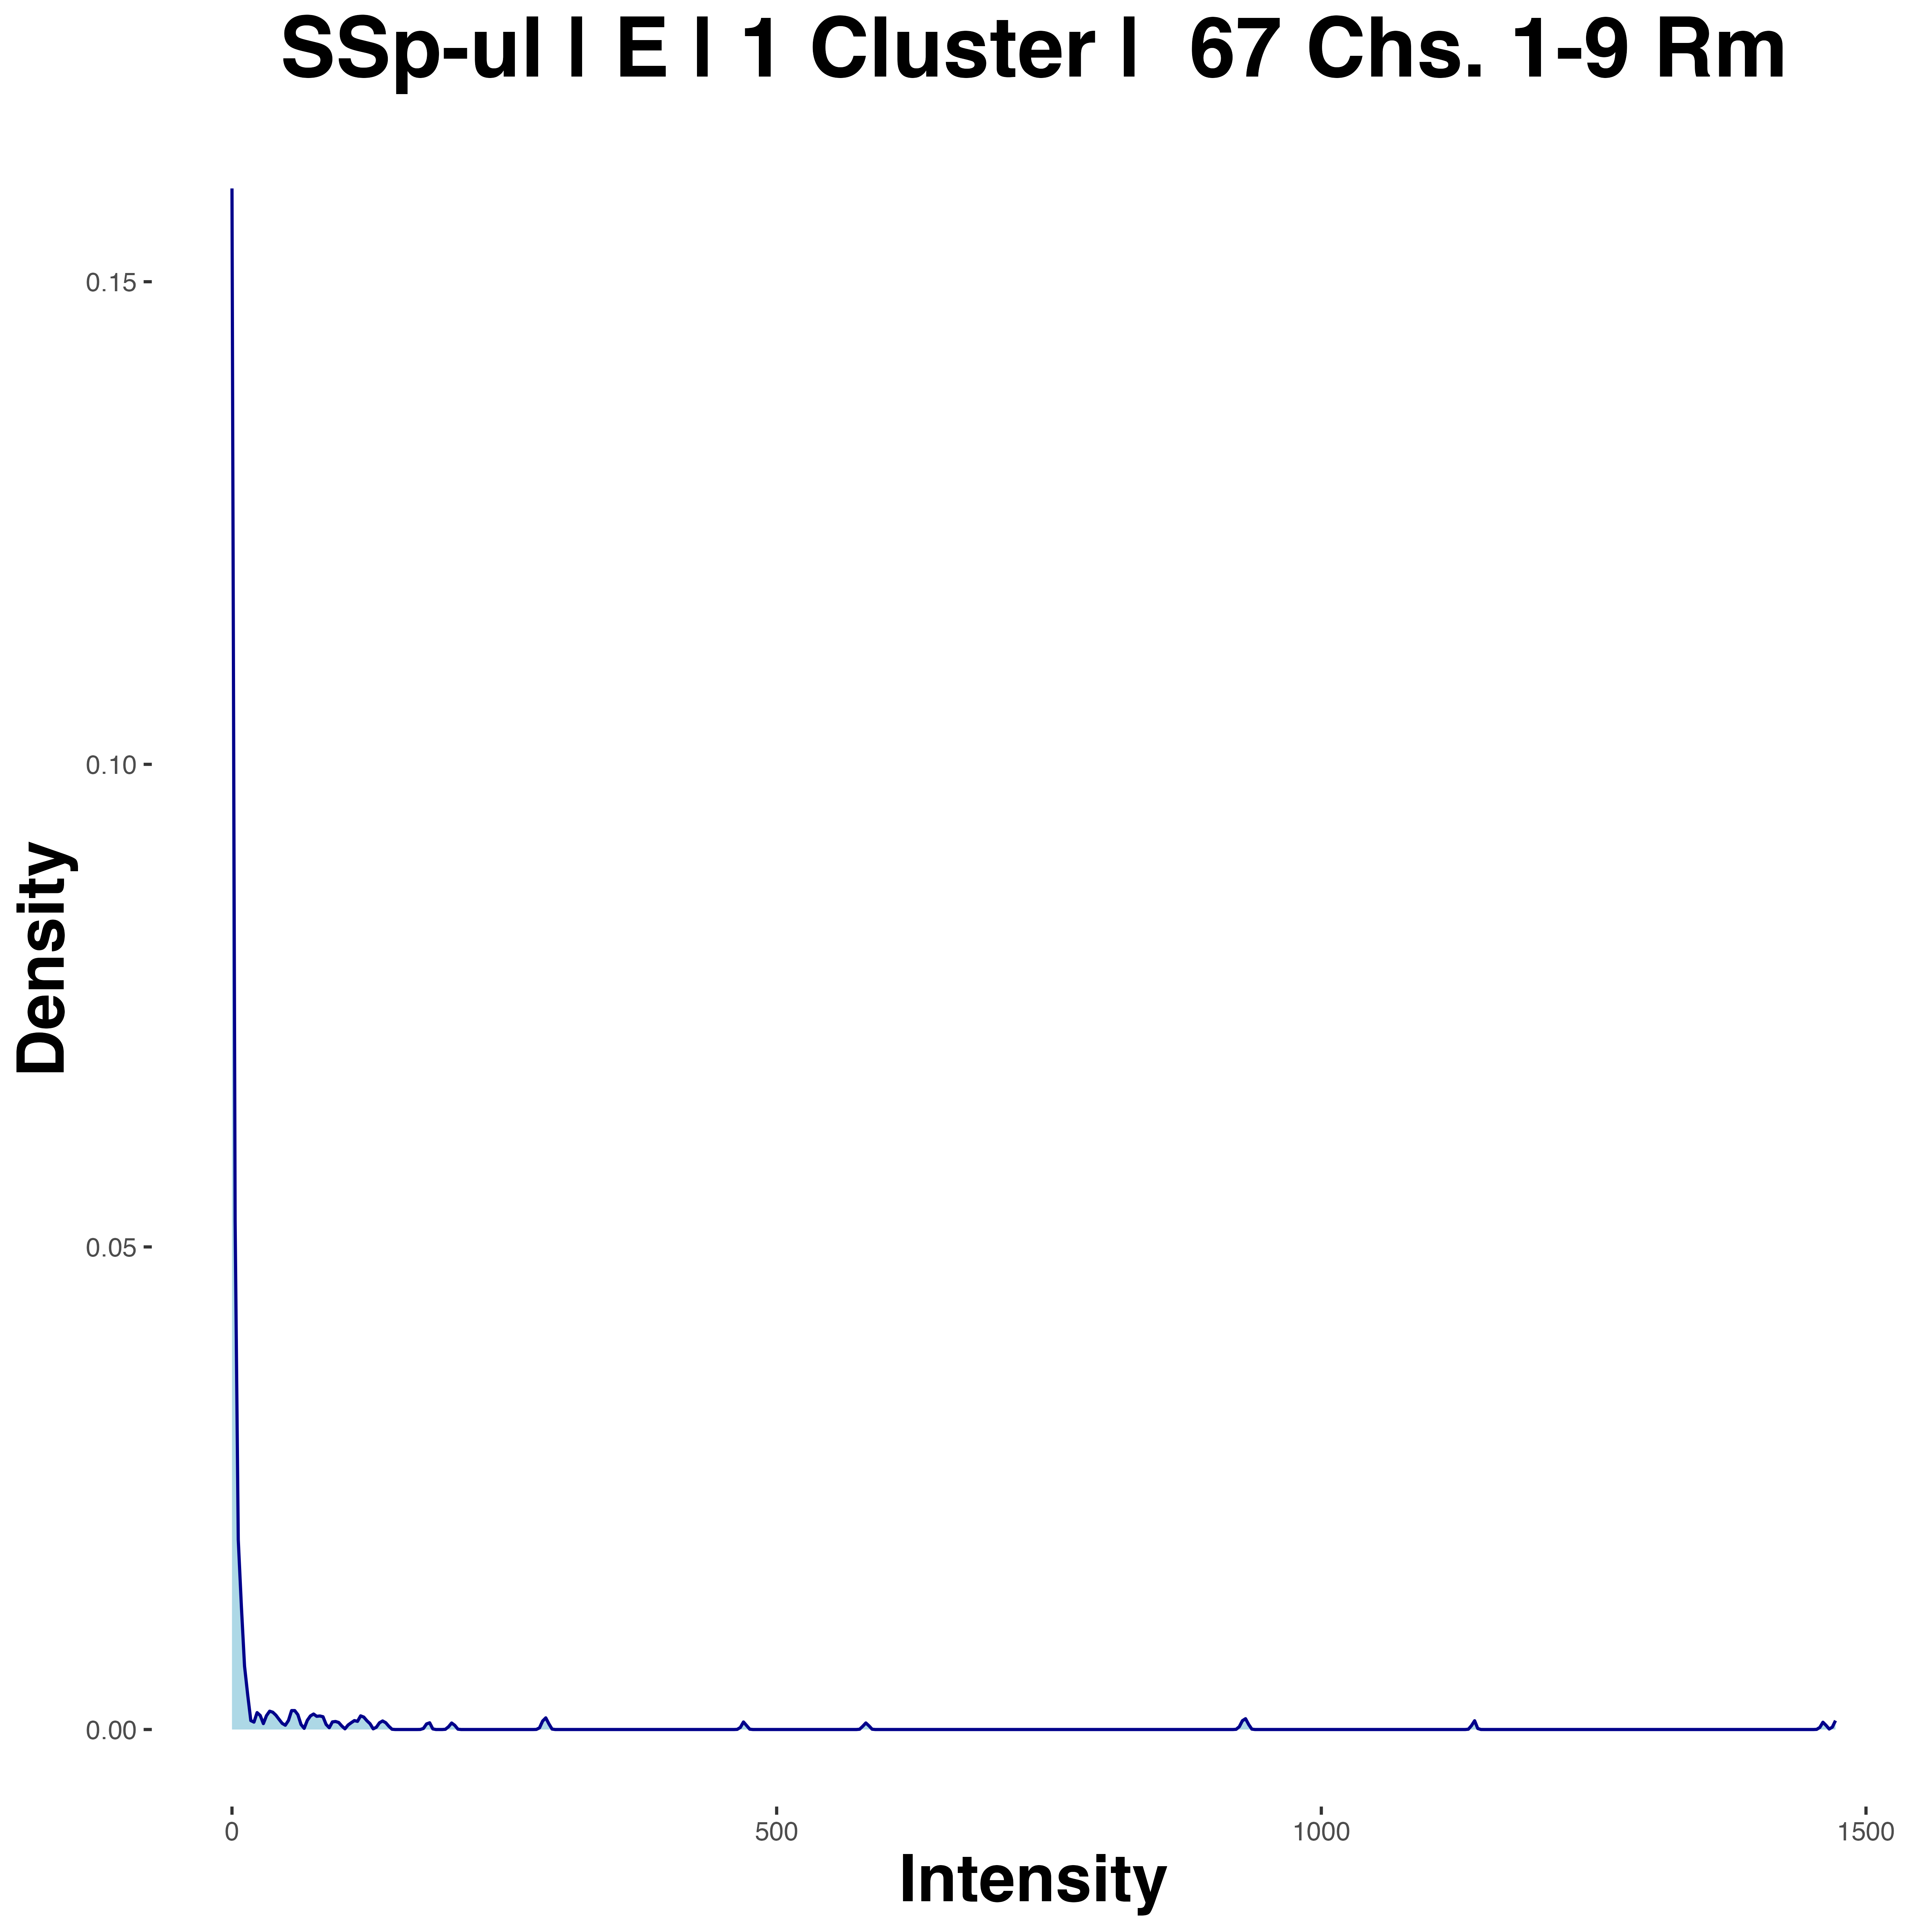 SSp-ul | E | 1 Cluster |  67 Chs. 1-9 Rm
0.15
0.10
0.05
0.00
Density
0
500
1000
1500
Intensity